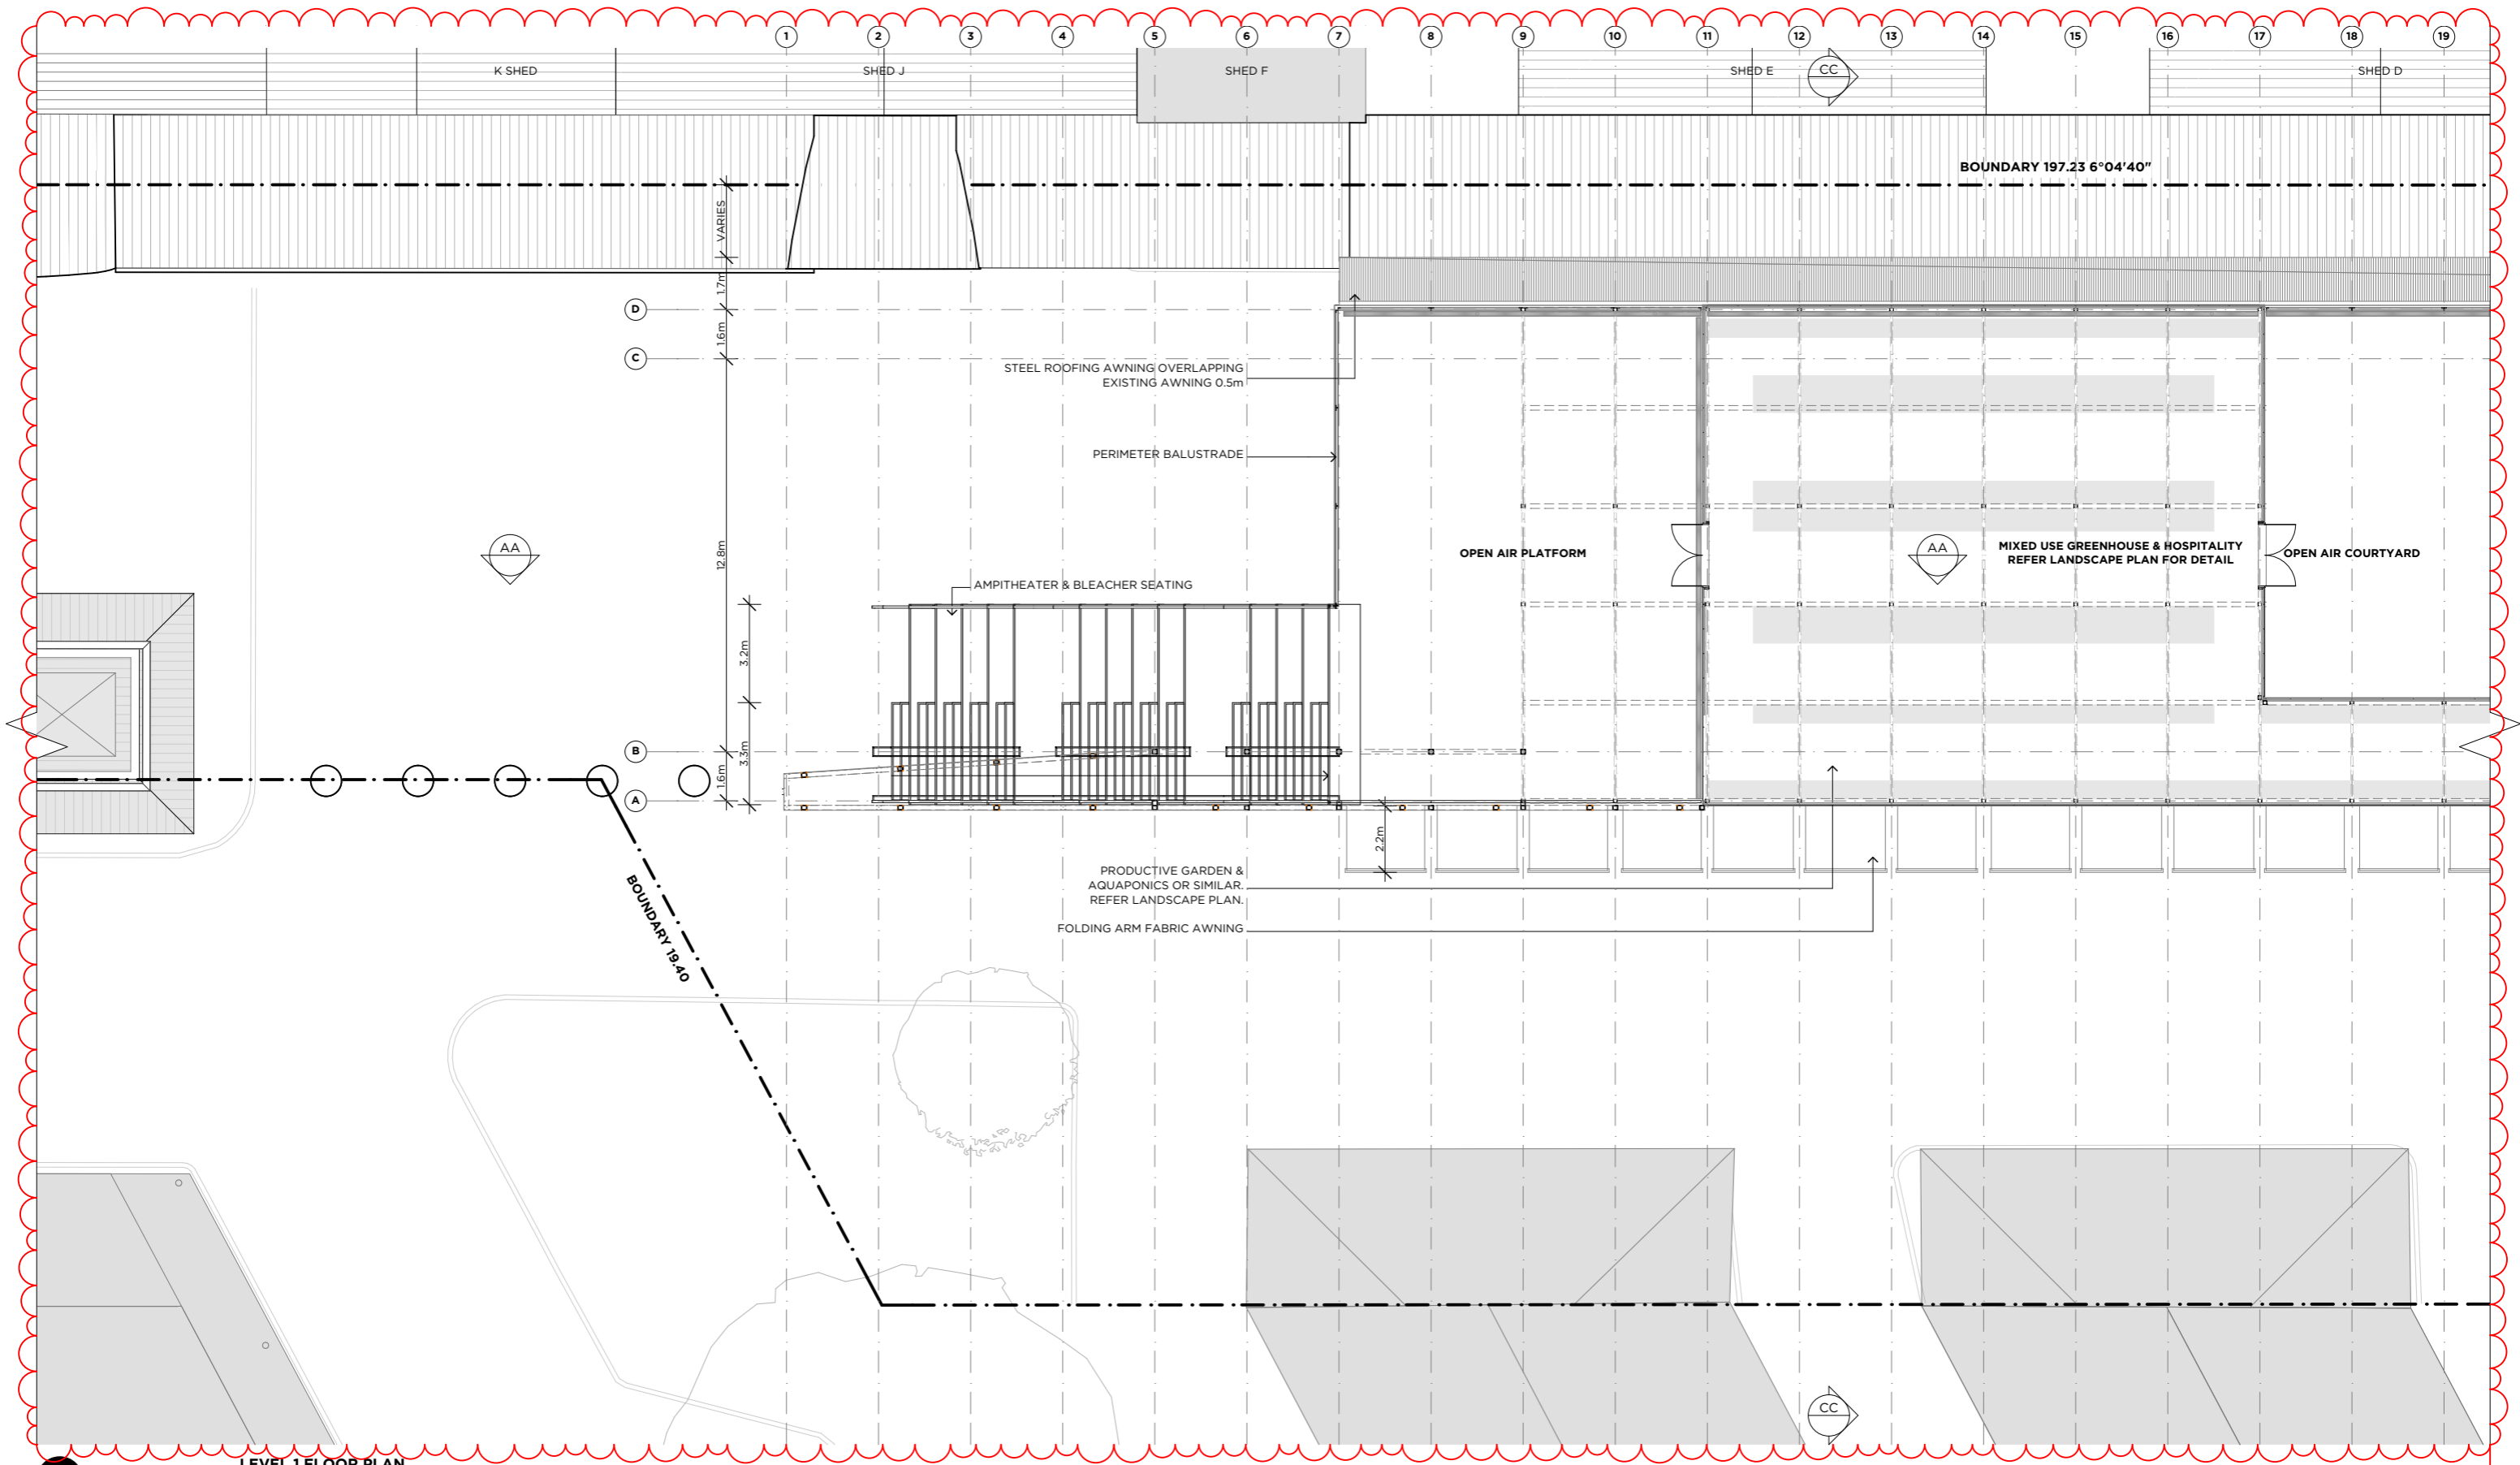 1 2 3 4 5 6 7 8 9 10 11 12 13 14 15 16 17 18 19
K SHED SHED J SHED F SHED E CC SHED D
BOUNDARY 197.23 6°04'40"
VARIES
1.7m
D
1.6m
C
STEEL ROOFING AWNING OVERLAPPING
EXISTING AWNING 0.5m
PERIMETER BALUSTRADE
12.8m
AA
OPEN AIR PLATFORM
AA
MIXED USE GREENHOUSE & HOSPITALITY
REFER LANDSCAPE PLAN FOR DETAIL
OPEN AIR COURTYARD
AMPITHEATER & BLEACHER SEATING
3.2m
3.3m
B
1.6m
A
2.2m
PRODUCTIVE GARDEN &
AQUAPONICS OR SIMILAR.
REFER LANDSCAPE PLAN.
FOLDING ARM FABRIC AWNING
BOUNDARY 19.40
CC
LEVEL 1 FLOOR PLAN